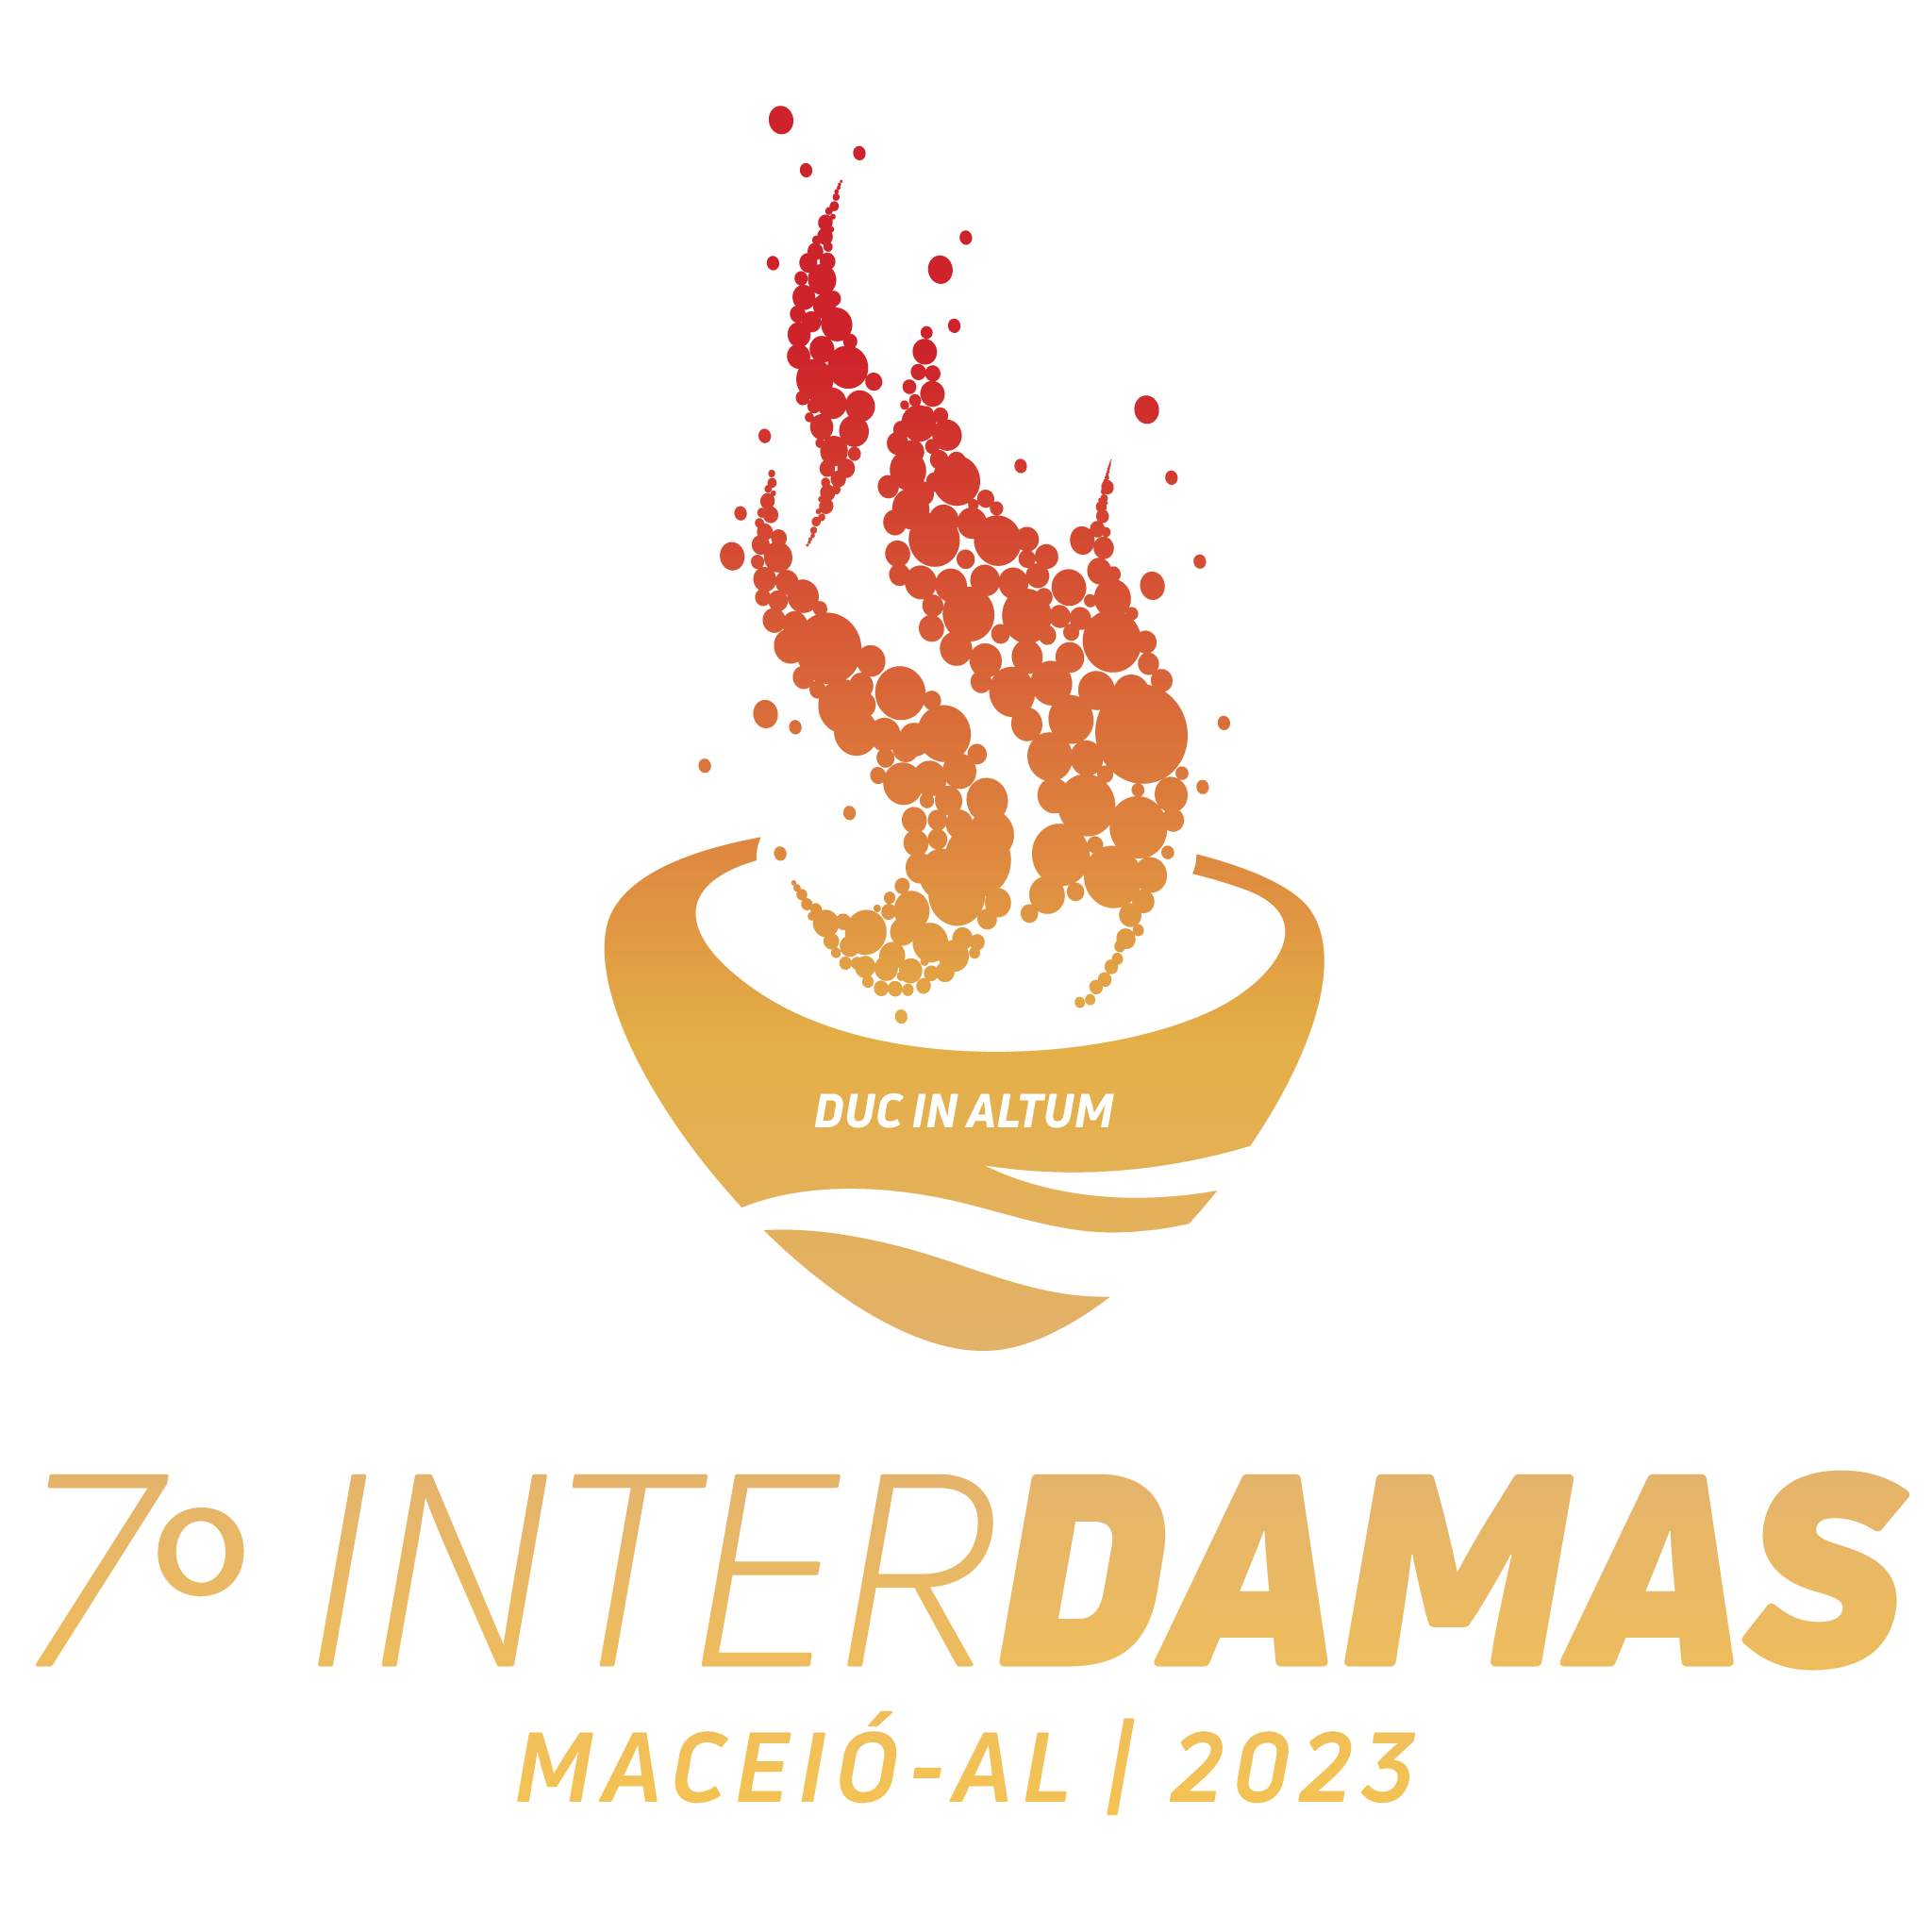 DUC IN ALTUM
7º INTERDAMAS
MACEIÓ-AL | 2023